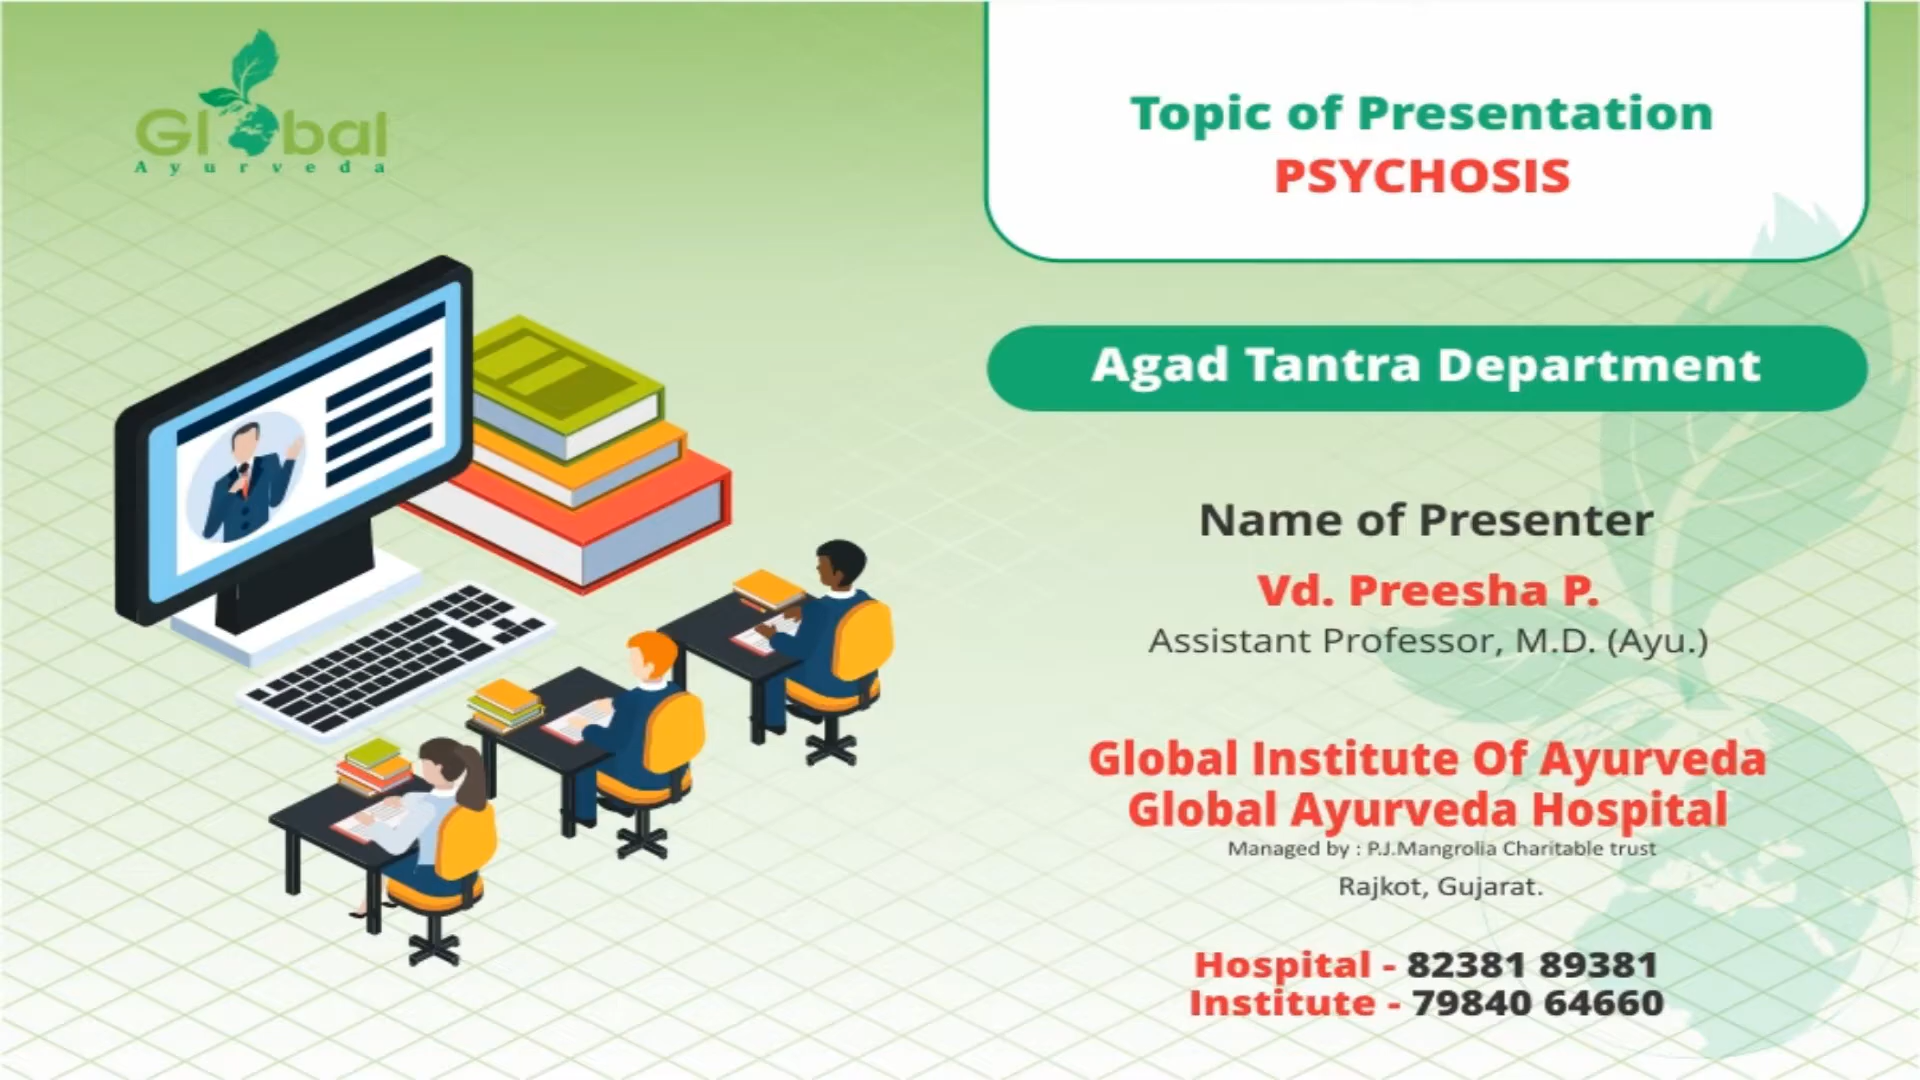 Global
Ayurveda
Topic of Presentation
PSYCHOSIS
Agad Tantra Department
Name of Presenter
Vd. Preesha P.
Assistant Professor, M.D. (Ayu.)
Global Institute Of Ayurveda
Global Ayurveda Hospital
Managed by : P.J.Mangrolia Charitable trust
Rajkot, Gujarat.
Hospital - 82381 89381
Institute - 79840 64660